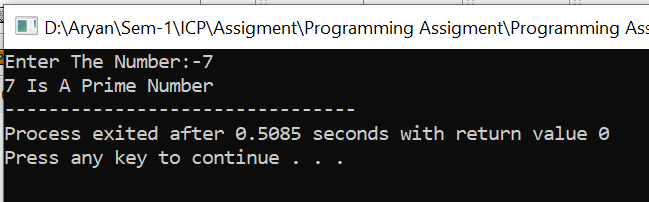 D:\Aryan\Sem-1\ICP\Assigment\Programming Assigment\Programming Ass
Enter The Number:-7
7 Is A Prime Number
--------------------------------
Process exited after 0.5085 seconds with return value 0
Press any key to continue . . .